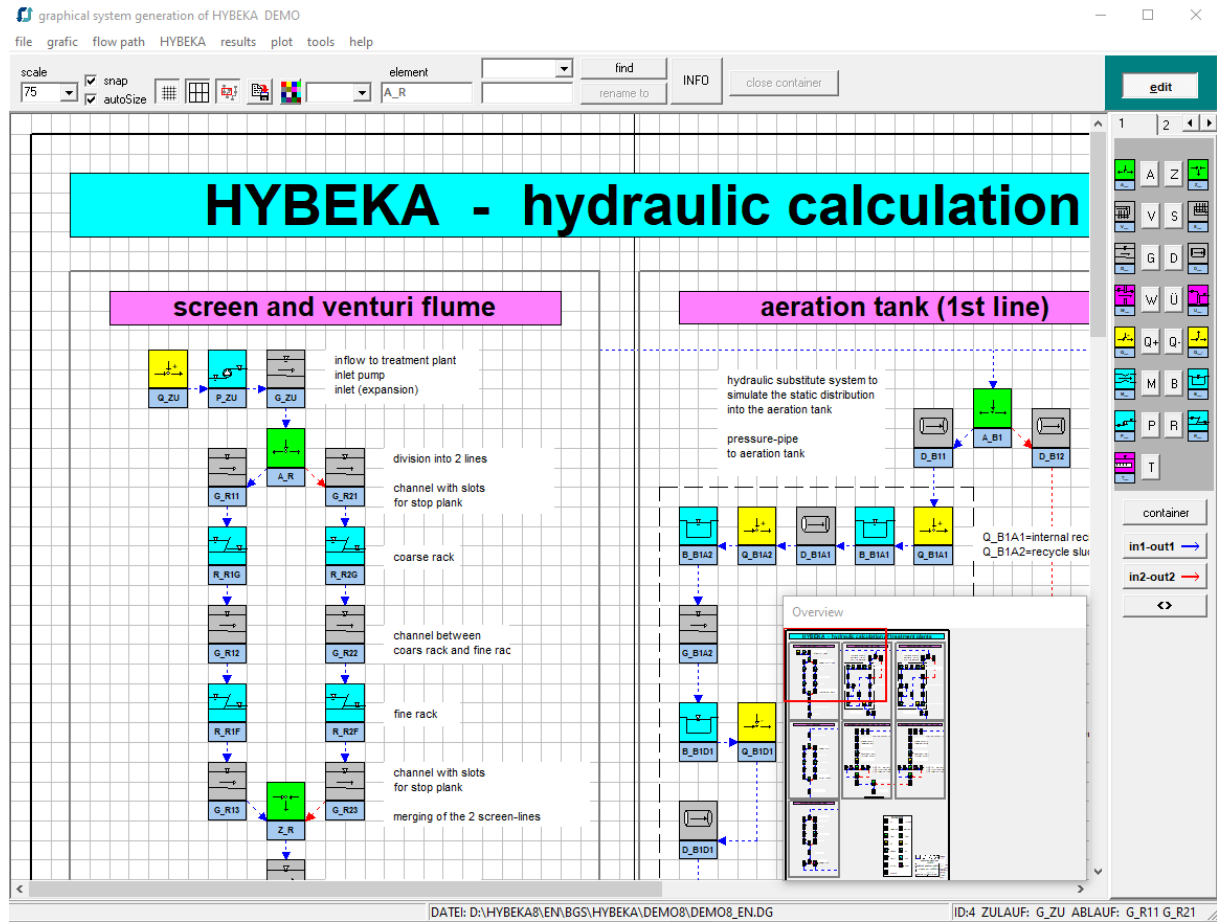 graphical system generation of HYBEKA DEMO
file grafic flow path HYBEKA results plot tools help
scale
75
snap
autoSize
element
A_R
find
rename to
INFO
close container
edit
1 2
HYBEKA - hydraulic calculation
screen and venturi flume
aeration tank (1st line)
Q_ZU P_ZU G_ZU
inflow to treatment plant
inlet pump
inlet (expansion)
A_R
G_R11 G_R21
division into 2 lines
channel with slots
for stop plank
R_R1G R_R2G
coarse rack
G_R12 G_R22
channel between
coars rack and fine rac
R_R1F R_R2F
fine rack
G_R13 G_R23
channel with slots
for stop plank
Z_R
merging of the 2 screen-lines
hydraulic substitute system to
simulate the static distribution
into the aeration tank
pressure-pipe
to aeration tank
A_B1
D_B11 D_B12
B_B1A2 Q_B1A2 D_B1A1 B_B1A1 Q_B1A1
Q_B1A1=internal rec
Q_B1A2=recycle sluc
G_B1A2
B_B1D1 Q_B1D1
D_B1D1
Overview
A Z
V S
G D
W Ü
Q+ Q-
M B
P R
T
container
in1-out1
in2-out2
<>
DATEI: D:\HYBEKA8\EN\BGS\HYBEKA\DEMO8\DEMO8_EN.DG
ID:4 ZULAUF: G_ZU ABLAUF: G_R11 G_R21